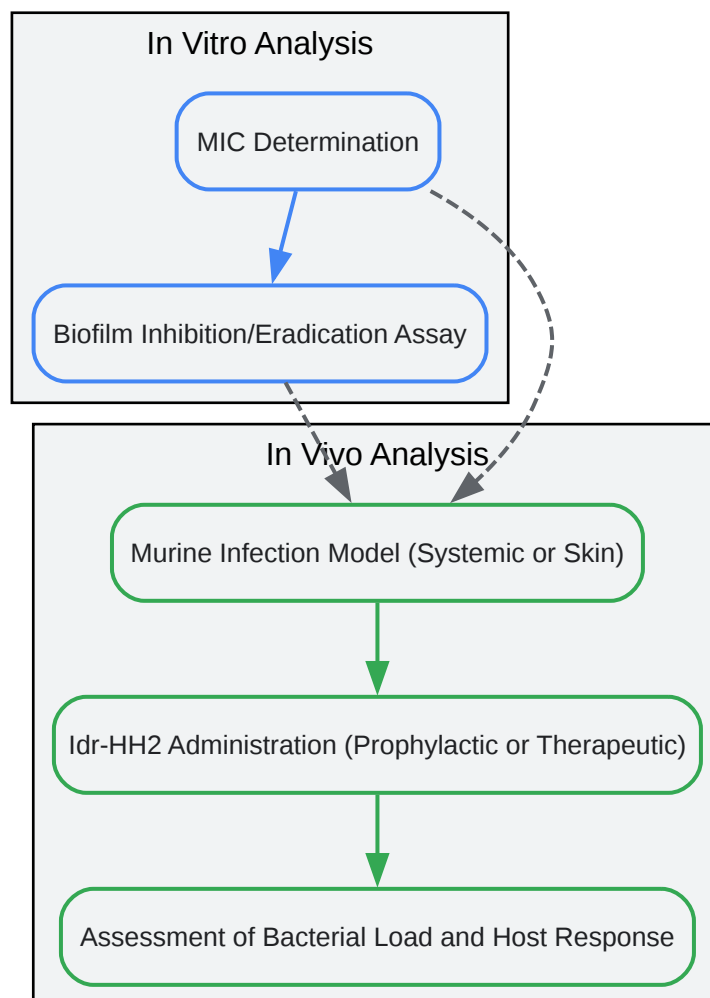 In Vitro Analysis
MIC Determination
Biofilm Inhibition/Eradication Assay
In Vivo Analysis
Murine Infection Model (Systemic or Skin)
Idr-HH2 Administration (Prophylactic or Therapeutic)
Assessment of Bacterial Load and Host Response